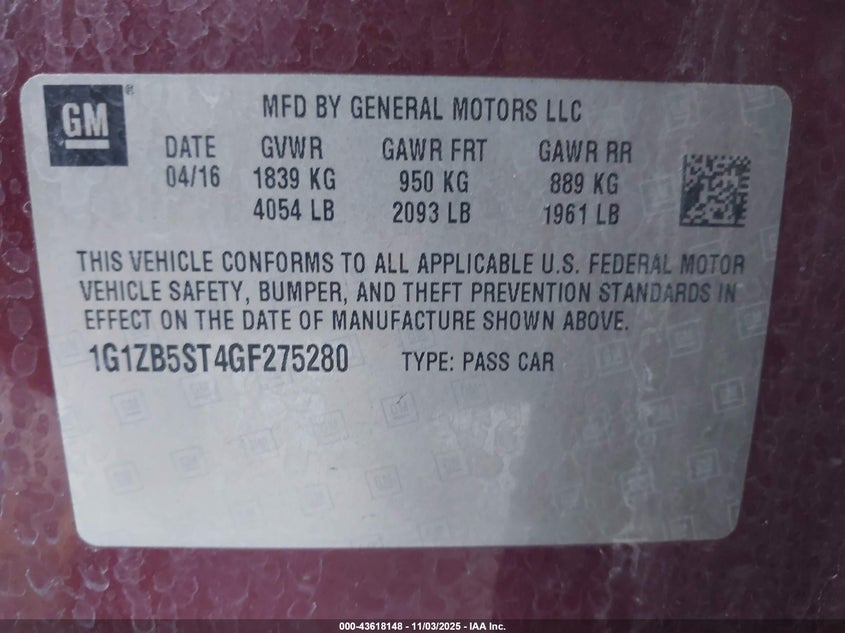 GM®
MFD BY GENERAL MOTORS LLC
DATE GVWR GAWR FRT GAWR RR
04/16 1839 KG 950 KG 889 KG
4054 LB 2093 LB 1961 LB
THIS VEHICLE CONFORMS TO ALL APPLICABLE U.S. FEDERAL MOTOR
VEHICLE SAFETY, BUMPER, AND THEFT PREVENTION STANDARDS IN
EFFECT ON THE DATE OF MANUFACTURE SHOWN ABOVE.
1G1ZB5ST4GF275280 TYPE: PASS CAR
000-43618148 - 11/03/2025 - IAA Inc.